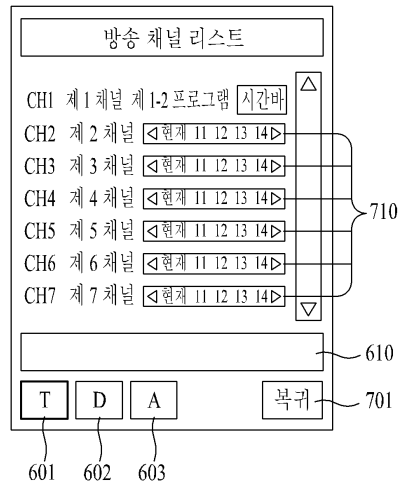 방송 채널 리스트
CH1 제 1 채널 제 1-2 프로그램 시간바
CH2 제 2 채널 현재 11 12 13 14
CH3 제 3 채널 현재 11 12 13 14
CH4 제 4 채널 현재 11 12 13 14
CH5 제 5 채널 현재 11 12 13 14
CH6 제 6 채널 현재 11 12 13 14
CH7 제 7 채널 현재 11 12 13 14
710
610
T D A 복귀 701
601 602 603